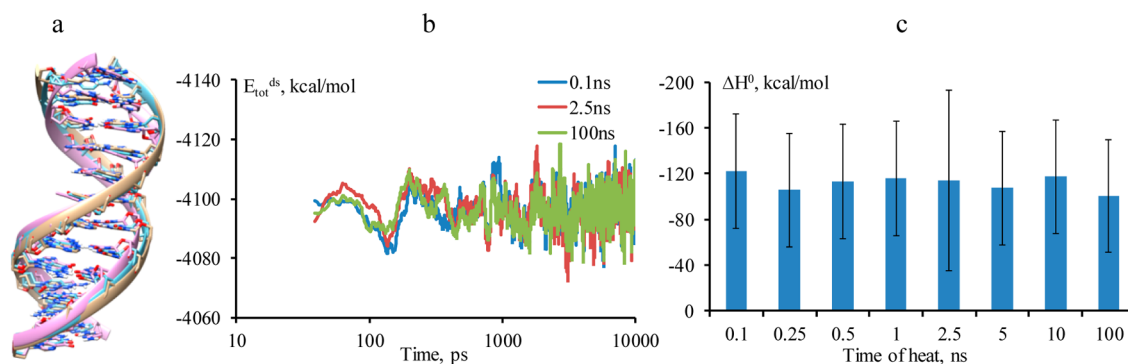 a
b
c
E_tot^ds, kcal/mol
-4140
-4120
-4100
-4080
-4060
10
100
1000
10000
Time, ps
0.1ns
2.5ns
100ns
ΔH⁰, kcal/mol
-200
-160
-120
-80
-40
0
0.1 0.25 0.5 1 2.5 5 10 100
Time of heat, ns